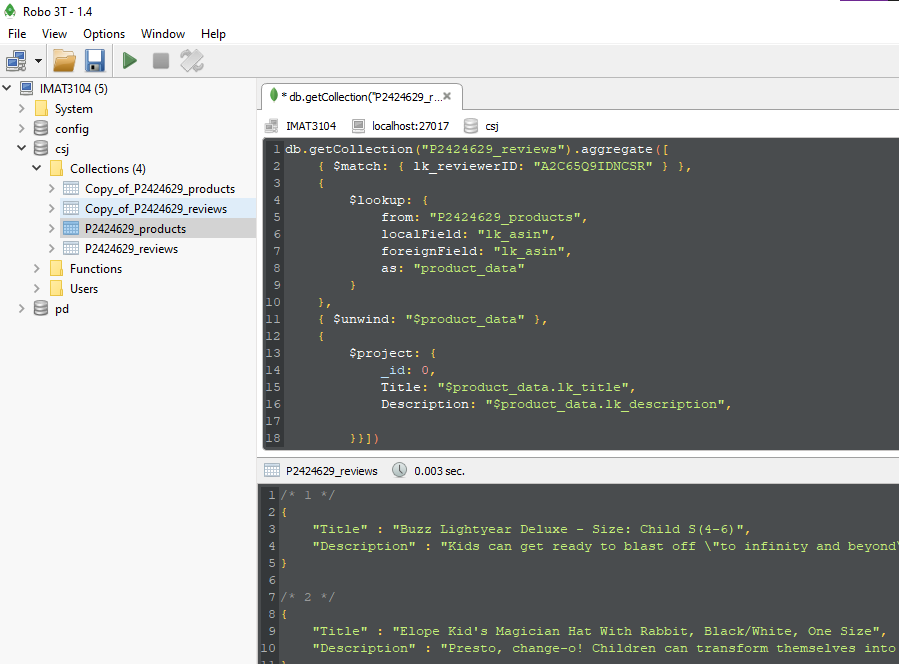 Robo 3T - 1.4
File View Options Window Help
IMAT3104 (5)
System
config
csj
Collections (4)
Copy_of_P2424629_products
Copy_of_P2424629_reviews
P2424629_products
P2424629_reviews
Functions
Users
pd
* db.getCollection("P2424629_r...
IMAT3104 localhost:27017 csj
1 db.getCollection("P2424629_reviews").aggregate([
2 { $match: { lk_reviewerID: "A2C65Q9IDNCSR" } },
3 {
4 $lookup: {
5 from: "P2424629_products",
6 localField: "lk_asin",
7 foreignField: "lk_asin",
8 as: "product_data"
9 }
10 },
11 { $unwind: "$product_data" },
12 {
13 $project: {
14 _id: 0,
15 Title: "$product_data.lk_title",
16 Description: "$product_data.lk_description",
17
18 }}])
P2424629_reviews 0.003 sec.
1 /* 1 */
2 {
3 "Title" : "Buzz Lightyear Deluxe - Size: Child S(4-6)",
4 "Description" : "Kids can get ready to blast off \"to infinity and beyond\
5 }
6
7 /* 2 */
8 {
9 "Title" : "Elope Kid's Magician Hat With Rabbit, Black/White, One Size",
10 "Description" : "Presto, change-o! Children can transform themselves into
11 }